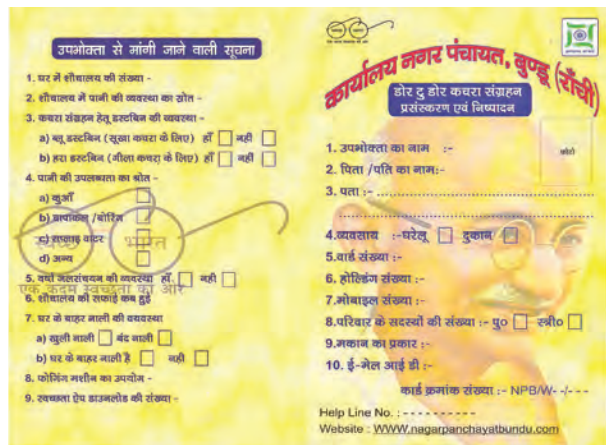 उपभोक्ता से मांगी जाने वाली सूचना
1. घर में शौचालय की संख्या -
2. शौचालय में पानी की व्यवस्था का स्रोत -
3. कचरा संग्रहन हेतू डस्टबिन की व्यवस्था -
a) ब्लू डस्टबिन (सूखा कचरा के लिए) हाँ नही
b) हरा डस्टबिन (गीला कचरा के लिए) हाँ नहीं
4. पानी की उपलब्धता का श्रोत -
a) कुआँ
b) चापाकल /बोरिंग
c) सप्लाइ वाटर
d) अन्य
स्वच्छ भारत
5. वर्षा जलसंचयन की व्यवस्था हाँ नही
एक कदम स्वच्छता की ओर
6. शौचालय की सफाई कब हुई
7. घर के बाहर नाली की वयवस्था
a) खुली नाली बंद नाली
b) घर के बाहर नाली है नही
8. फोगिंग मशीन का उपयोग -
9. स्वच्छता ऐप डाउनलोड की संख्या -
कार्यालय नगर पंचायत, बुण्डू (राँची)
डोर टु डोर कचरा संग्रहन
प्रसंस्करण एवं निष्पादन
फोटो
1. उपभोक्ता का नाम :-
2. पिता /पति का नाम:-
3. पता :-
4.व्यवसाय :-घरेलू दुकान
5.वार्ड संख्या :-
6. होल्डिंग संख्या :-
7.मोबाइल संख्या :-
8.परिवार के सदस्यों की संख्या :- पु० स्त्री०
9.मकान का प्रकार :-
10. ई-मेल आई डी :-
कार्ड क्रमांक संख्या :- NPB/W- -/- - -
Help Line No. : - - - - - - - - - -
Website : WWW.nagarpanchayatbundu.com